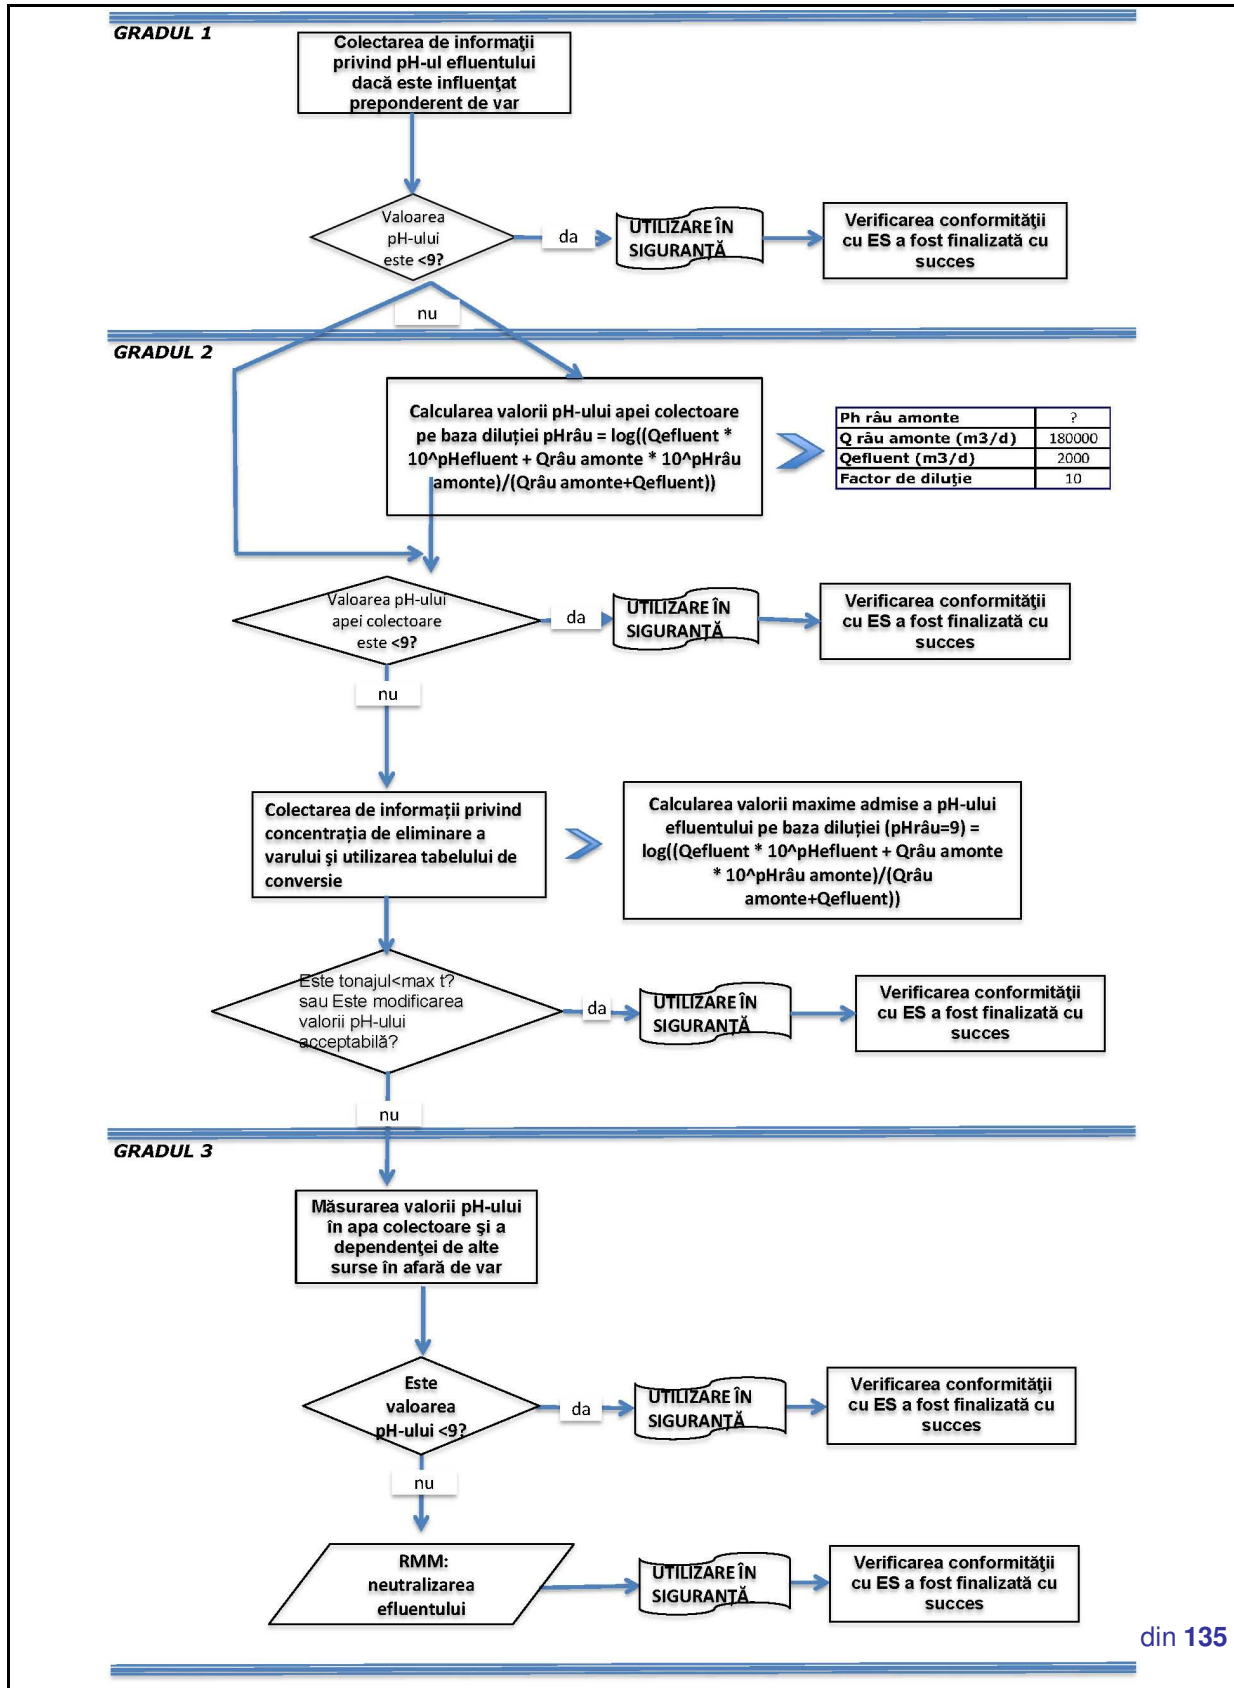 GRADUL 1
Colectarea de informaţii
privind pH-ul efluentului
dacă este influenţat
preponderent de var
Valoarea
pH-ului
este <9?
da
UTILIZARE ÎN
SIGURANȚĂ
Verificarea conformităţii
cu ES a fost finalizată cu
succes
nu
GRADUL 2
Calcularea valorii pH-ului apei colectoare
pe baza diluției pHrâu = log((Qefluent *
10^pHefluent + Qrâu amonte * 10^pHrâu
amonte)/(Qrâu amonte+Qefluent))
Ph râu amonte ?
Q râu amonte (m3/d) 180000
Qefluent (m3/d) 2000
Factor de diluţie 10
Valoarea pH-ului
apei colectoare
este <9?
da
UTILIZARE ÎN
SIGURANȚĂ
Verificarea conformităţii
cu ES a fost finalizată cu
succes
nu
Colectarea de informații privind
concentrația de eliminare a
varului și utilizarea tabelului de
conversie
Calcularea valorii maxime admise a pH-ului
efluentului pe baza diluției (pHrâu=9) =
log((Qefluent * 10^pHefluent + Qrâu amonte
* 10^pHrâu amonte)/(Qrâu
amonte+Qefluent))
Este tonajul<max t?
sau Este modificarea
valorii pH-ului
acceptabilă?
da
UTILIZARE ÎN
SIGURANȚĂ
Verificarea conformităţii
cu ES a fost finalizată cu
succes
nu
GRADUL 3
Măsurarea valorii pH-ului
în apa colectoare şi a
dependenţei de alte
surse în afară de var
Este
valoarea
pH-ului <9?
da
UTILIZARE ÎN
SIGURANȚĂ
Verificarea conformităţii
cu ES a fost finalizată cu
succes
nu
RMM:
neutralizarea
efluentului
UTILIZARE ÎN
SIGURANȚĂ
Verificarea conformităţii
cu ES a fost finalizată cu
succes
din 135